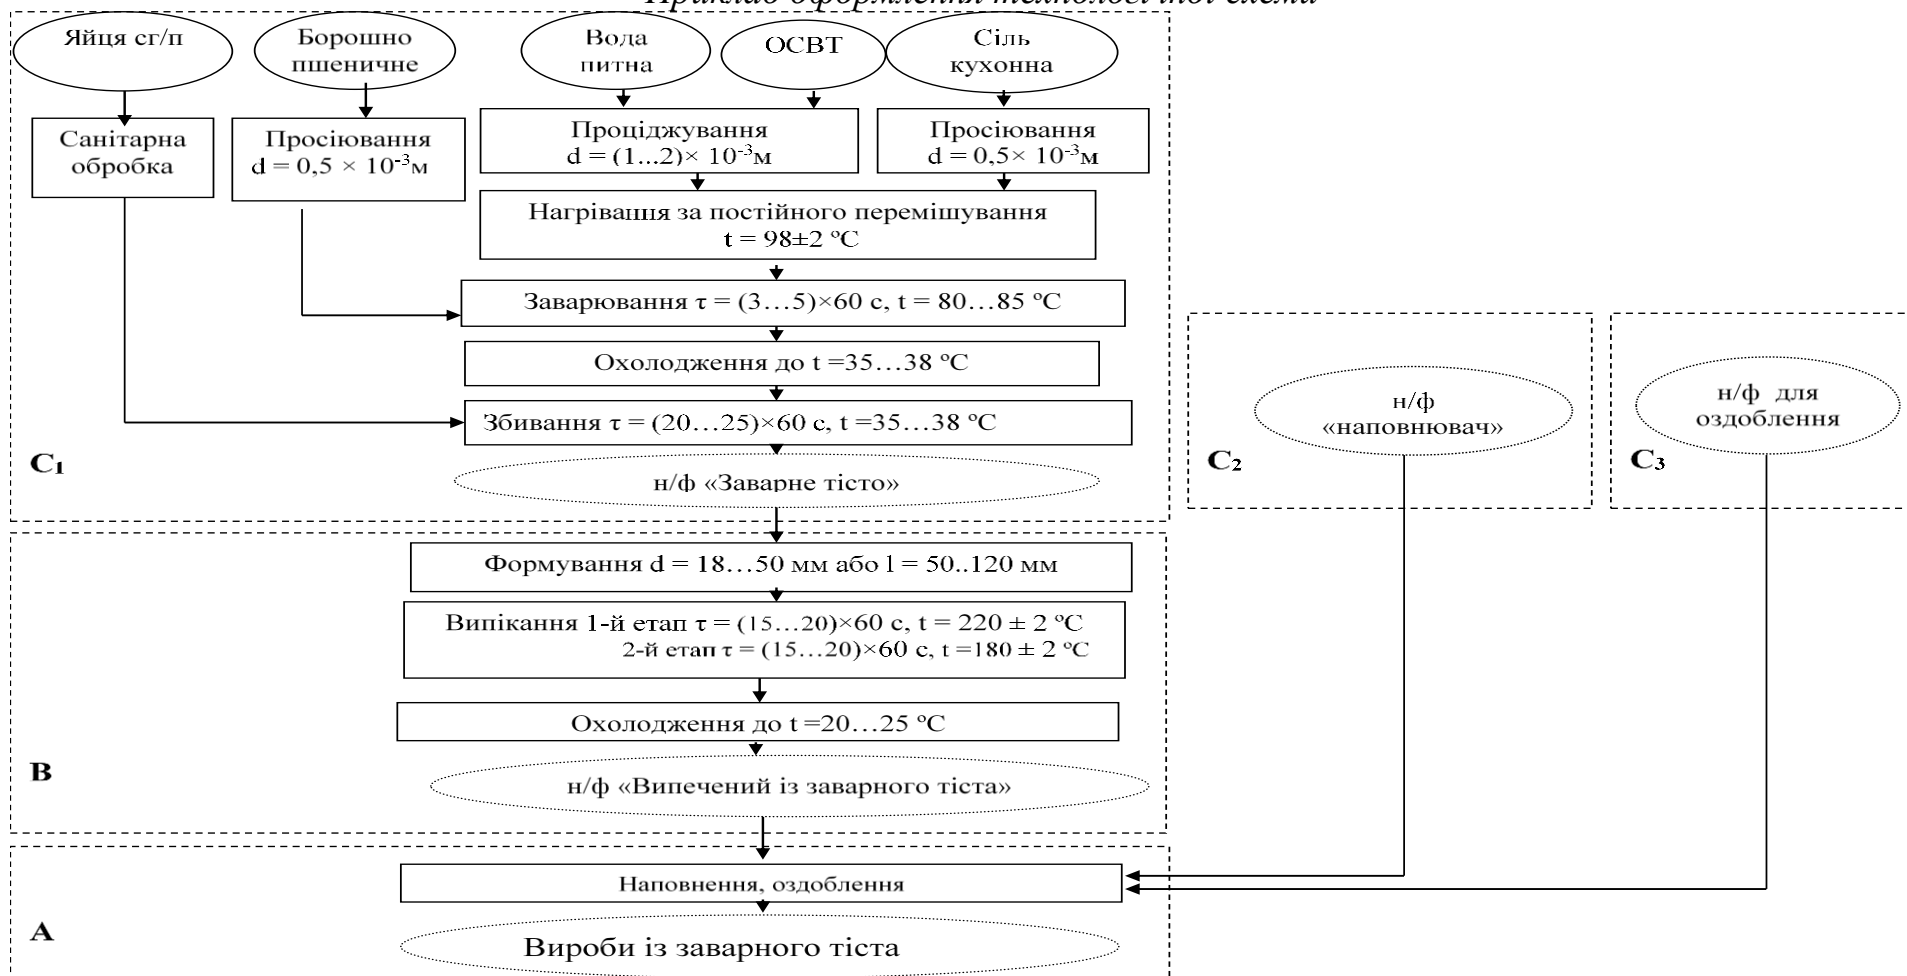 Приклад оформлення технологічної схеми
Яйця сг/п
Борошно
пшеничне
Вода
питна
ОСВТ
Сіль
кухонна
Санітарна
обробка
Просіювання
d = 0,5 × 10⁻³м
Проціджування
d = (1...2)× 10⁻³м
Просіювання
d = 0,5× 10⁻³м
Нагрівання за постійного перемішування
t = 98±2 ºС
Заварювання τ = (3…5)×60 с, t = 80…85 ºС
Охолодження до t =35…38 ºС
Збивання τ = (20…25)×60 с, t =35…38 ºС
С₁
н/ф «Заварне тісто»
н/ф
«наповнювач»
С₂
н/ф для
оздоблення
С₃
Формування d = 18…50 мм або l = 50..120 мм
Випікання 1-й етап τ = (15…20)×60 с, t = 220 ± 2 ºС
2-й етап τ = (15…20)×60 с, t =180 ± 2 ºС
Охолодження до t =20…25 ºС
В
н/ф «Випечений із заварного тіста»
Наповнення, оздоблення
А
Вироби із заварного тіста